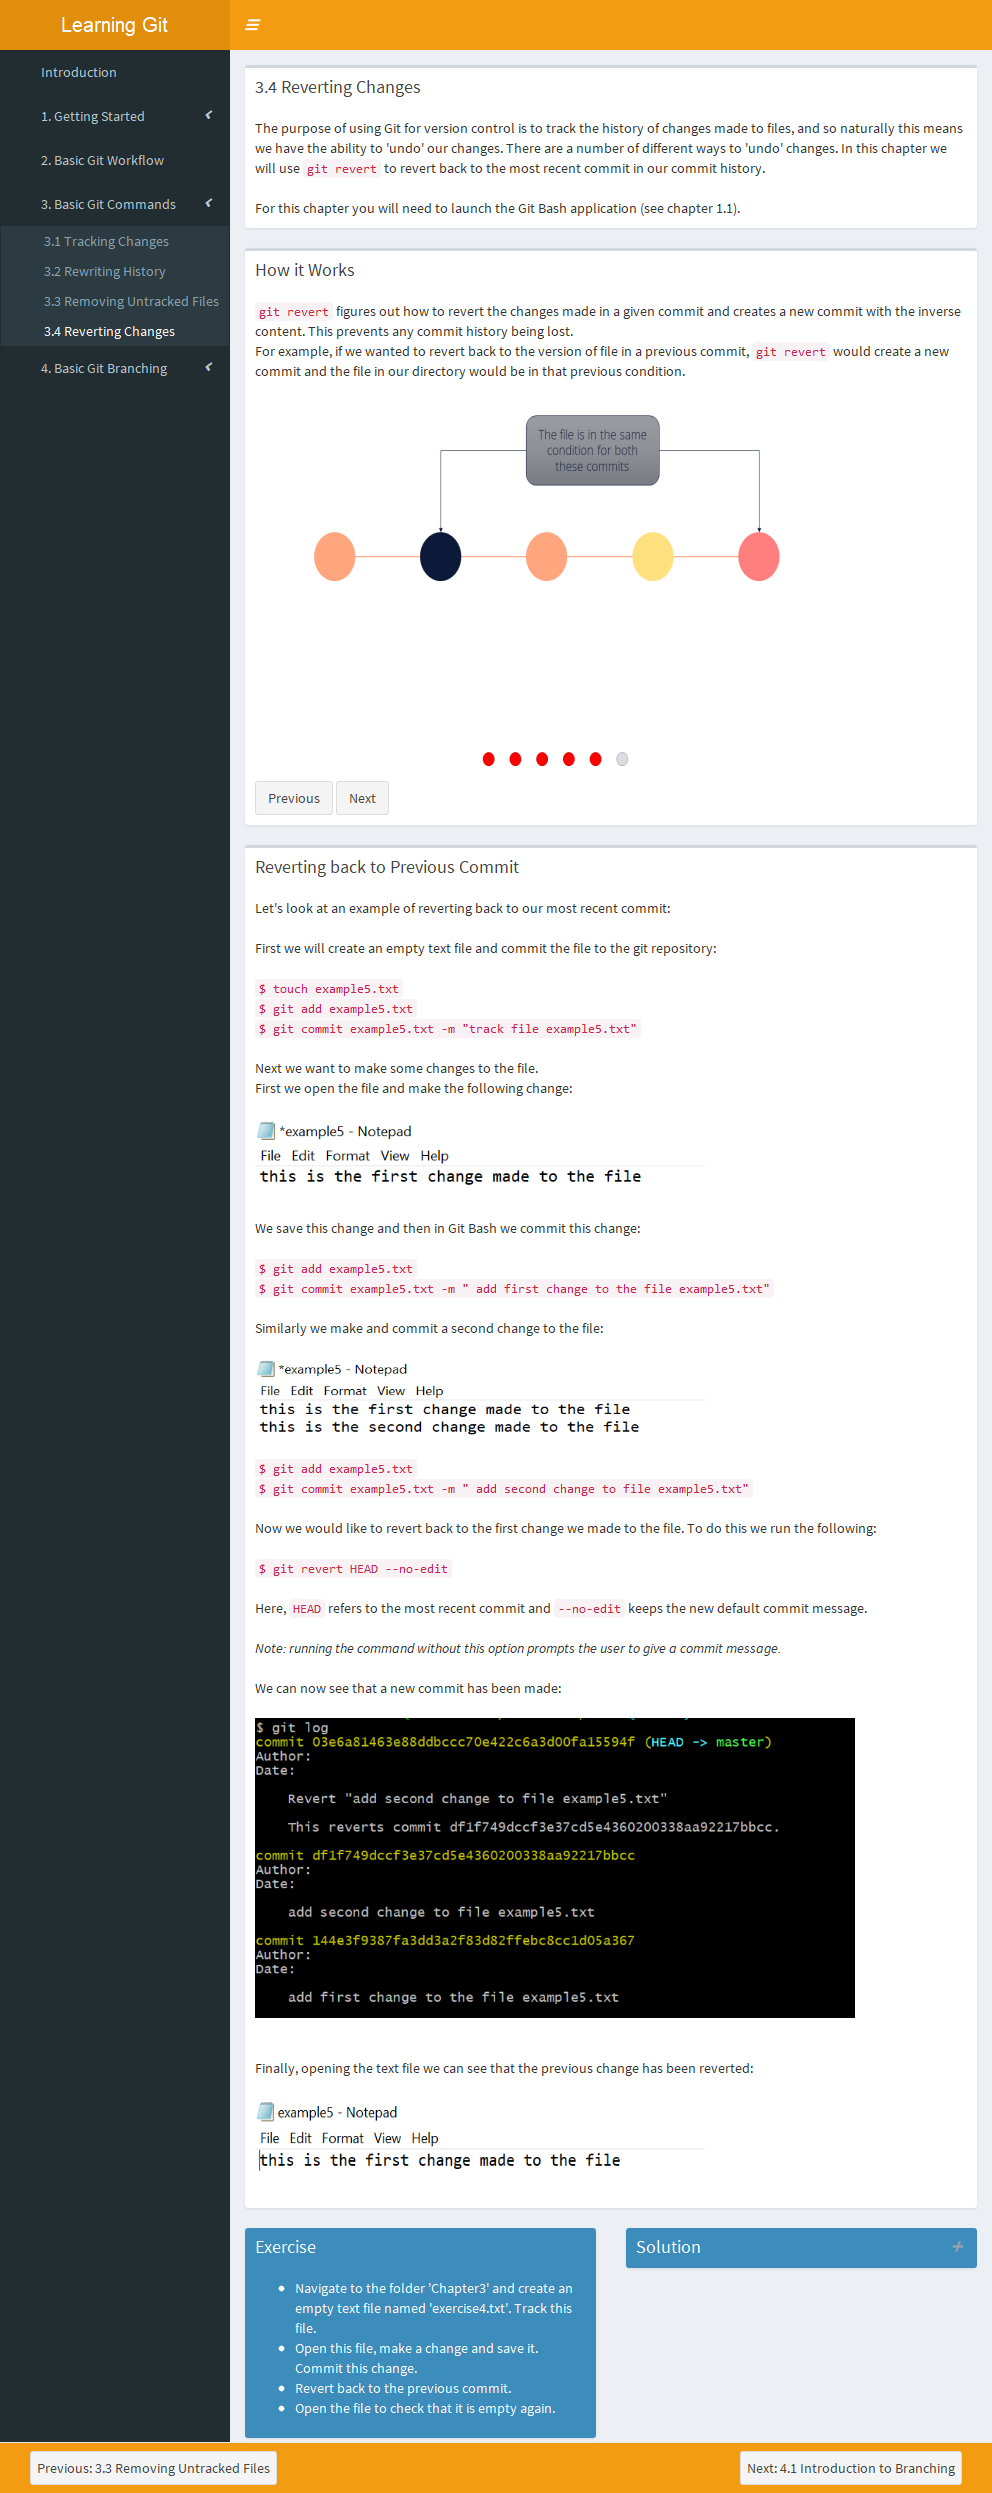 Learning Git
Introduction
1. Getting Started
2. Basic Git Workflow
3. Basic Git Commands
3.1 Tracking Changes
3.2 Rewriting History
3.3 Removing Untracked Files
3.4 Reverting Changes
4. Basic Git Branching
3.4 Reverting Changes
The purpose of using Git for version control is to track the history of changes made to files, and so naturally this means
we have the ability to 'undo' our changes. There are a number of different ways to 'undo' changes. In this chapter we
will use git revert to revert back to the most recent commit in our commit history.
For this chapter you will need to launch the Git Bash application (see chapter 1.1).
How it Works
git revert figures out how to revert the changes made in a given commit and creates a new commit with the inverse
content. This prevents any commit history being lost.
For example, if we wanted to revert back to the version of file in a previous commit, git revert would create a new
commit and the file in our directory would be in that previous condition.
The file is in the same
condition for both
these commits
Previous Next
Reverting back to Previous Commit
Let's look at an example of reverting back to our most recent commit:
First we will create an empty text file and commit the file to the git repository:
$ touch example5.txt
$ git add example5.txt
$ git commit example5.txt -m "track file example5.txt"
Next we want to make some changes to the file.
First we open the file and make the following change:
*example5 - Notepad
File Edit Format View Help
this is the first change made to the file
We save this change and then in Git Bash we commit this change:
$ git add example5.txt
$ git commit example5.txt -m " add first change to the file example5.txt"
Similarly we make and commit a second change to the file:
*example5 - Notepad
File Edit Format View Help
this is the first change made to the file
this is the second change made to the file
$ git add example5.txt
$ git commit example5.txt -m " add second change to file example5.txt"
Now we would like to revert back to the first change we made to the file. To do this we run the following:
$ git revert HEAD --no-edit
Here, HEAD refers to the most recent commit and --no-edit keeps the new default commit message.
Note: running the command without this option prompts the user to give a commit message.
We can now see that a new commit has been made:
$ git log
commit 03e6a81463e88ddbccc70e422c6a3d00fa15594f (HEAD -> master)
Author:
Date:
Revert "add second change to file example5.txt"
This reverts commit df1f749dccf3e37cd5e4360200338aa92217bbcc.
commit df1f749dccf3e37cd5e4360200338aa92217bbcc
Author:
Date:
add second change to file example5.txt
commit 144e3f9387fa3dd3a2f83d82ffebc8cc1d05a367
Author:
Date:
add first change to the file example5.txt
Finally, opening the text file we can see that the previous change has been reverted:
example5 - Notepad
File Edit Format View Help
this is the first change made to the file
Exercise
• Navigate to the folder 'Chapter3' and create an
empty text file named 'exercise4.txt'. Track this
file.
• Open this file, make a change and save it.
Commit this change.
• Revert back to the previous commit.
• Open the file to check that it is empty again.
Solution
Previous: 3.3 Removing Untracked Files
Next: 4.1 Introduction to Branching